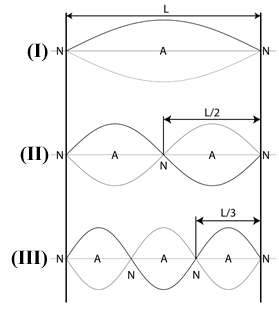 L
(I) N A N
L/2
(II) N A A N
N
L/3
(III) N A A A N
N N